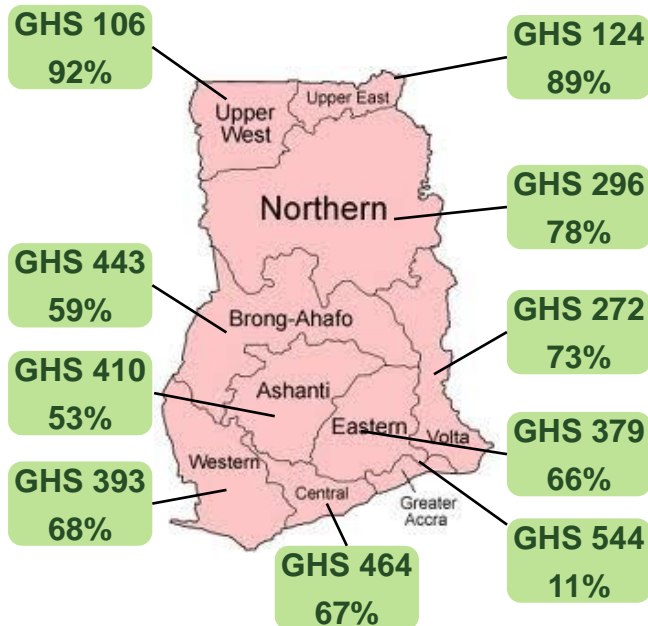 GHS 106
92%
GHS 124
89%
Upper East
Upper
West
Northern
GHS 296
78%
GHS 443
59%
Brong-Ahafo
GHS 272
73%
GHS 410
53%
Ashanti
Eastern
Volta
GHS 379
66%
Western
GHS 393
68%
Central
Greater
Accra
GHS 544
11%
GHS 464
67%